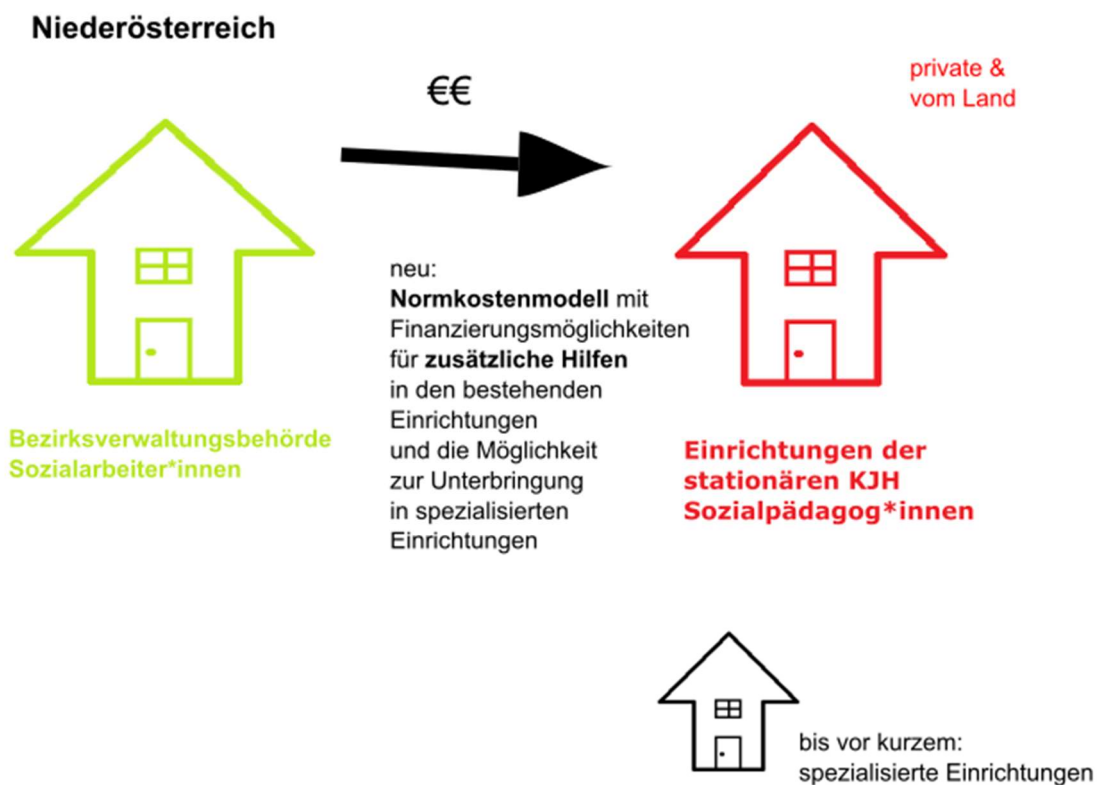 Niederösterreich
€€
private &
vom Land
neu:
Normkostenmodell mit
Finanzierungsmöglichkeiten
für zusätzliche Hilfen
in den bestehenden
Einrichtungen
und die Möglichkeit
zur Unterbringung
in spezialisierten
Einrichtungen
Bezirksverwaltungsbehörde
Sozialarbeiter*innen
Einrichtungen der
stationären KJH
Sozialpädagog*innen
bis vor kurzem:
spezialisierte Einrichtungen